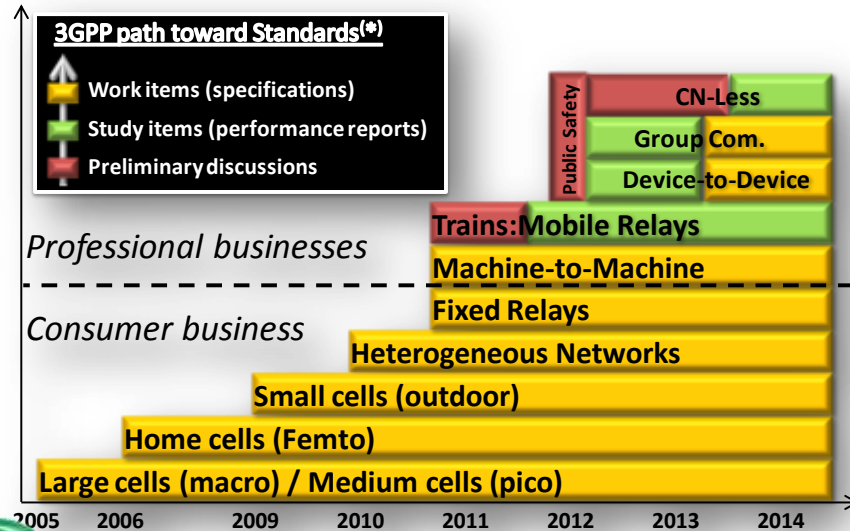 3GPP path toward Standards(*)
Work items (specifications)
Study items (performance reports)
Preliminary discussions
Public Safety
CN-Less
Group Com.
Device-to-Device
Trains:Mobile Relays
Professional businesses
Machine-to-Machine
Fixed Relays
Consumer business
Heterogeneous Networks
Small cells (outdoor)
Home cells (Femto)
Large cells (macro) / Medium cells (pico)
2005 2006 2009 2010 2011 2012 2013 2014